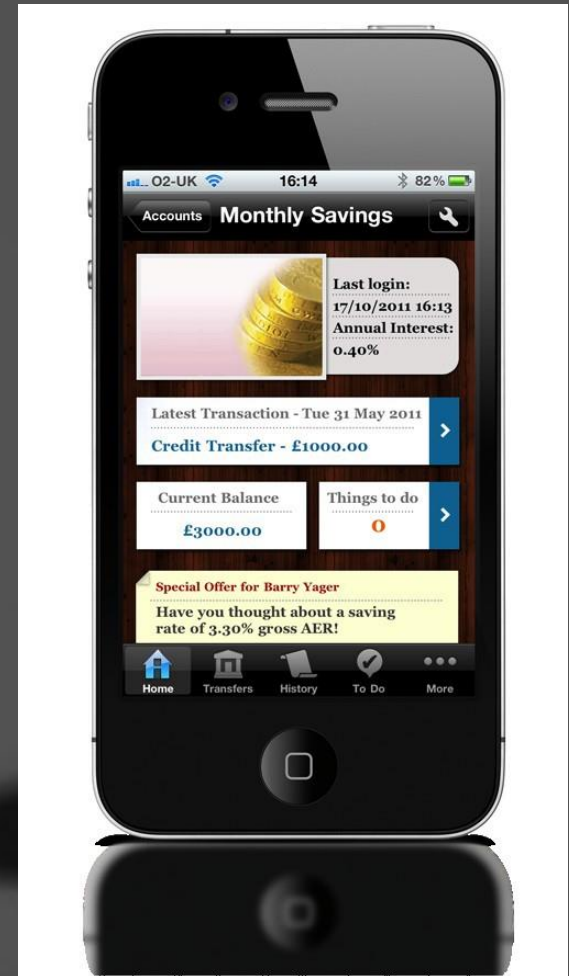 O2-UK 16:14 82%
Accounts Monthly Savings
Last login:
17/10/2011 16:13
Annual Interest:
0.40%
Latest Transaction - Tue 31 May 2011
Credit Transfer - £1000.00
Current Balance
£3000.00
Things to do
0
Special Offer for Barry Yager
Have you thought about a saving
rate of 3.30% gross AER!
Home Transfers History To Do More